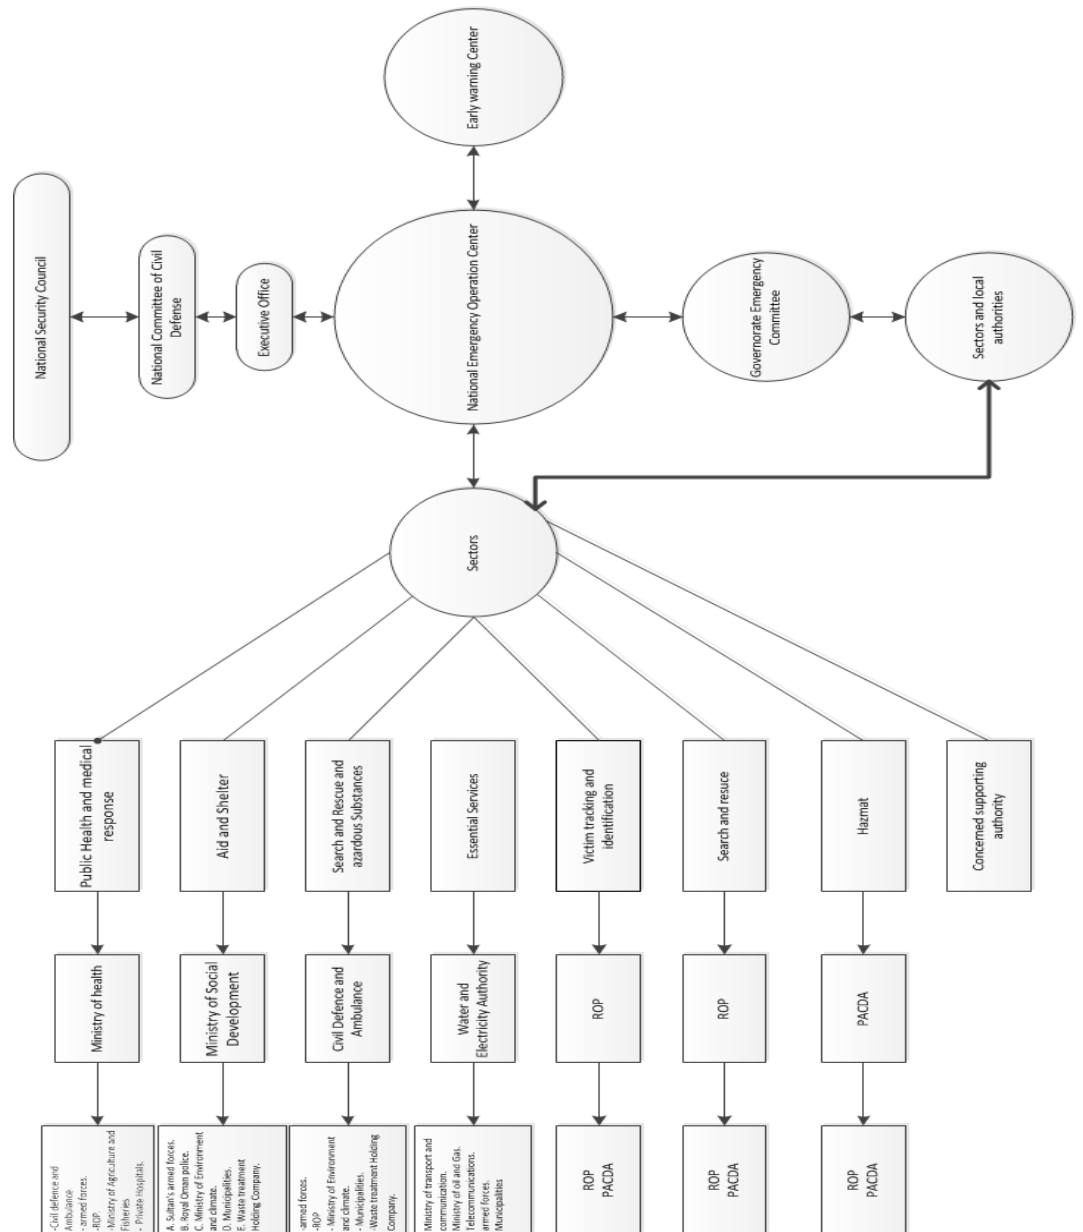 National Security Council
National Committee of Civil
Defense
Executive Office
Early warning Center
National Emergency Operation Center
Governorate Emergency
Committee
Sectors and local
authorities
Sectors
Public Health and medical
response
Aid and Shelter
Search and Rescue and
azardous Substances
Essential Services
Victim tracking and
identification
Search and resuce
Hazmat
Concerned supporting
authority
Ministry of health
Ministry of Social
Development
Civil Defence and
Ambulance
Water and
Electricity Authority
ROP
ROP
PACDA
-Civil defence and
Ambulance
- armed forces.
-ROP.
-Ministry of Agriculture and
Fisheries
- Private Hospitals.
A. Sultan's armed forces.
B. Royal Oman police.
C. Ministry of Environment
and climate.
D. Municipalities.
E. Waste treatment
Holding Company.
-armed forces.
-ROP
- Ministry of Environment
and climate.
- Municipalities.
-Waste treatment Holding
Company.
Ministry of transport and
communication.
Ministry of oil and Gas.
Telecommunications.
armed forces.
Municipalities
ROP
PACDA
ROP
PACDA
ROP
PACDA